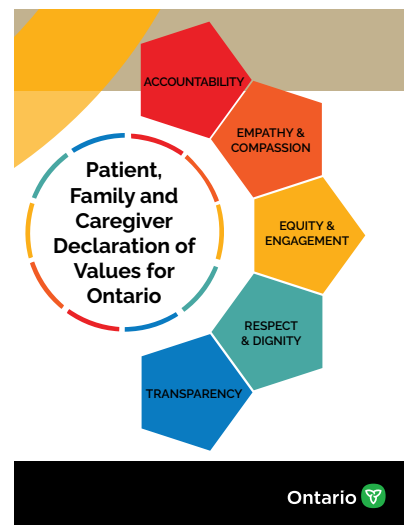 ACCOUNTABILITY
EMPATHY &
COMPASSION
Patient,
Family and
Caregiver
Declaration of
Values for
Ontario
EQUITY &
ENGAGEMENT
RESPECT
& DIGNITY
TRANSPARENCY
Ontario